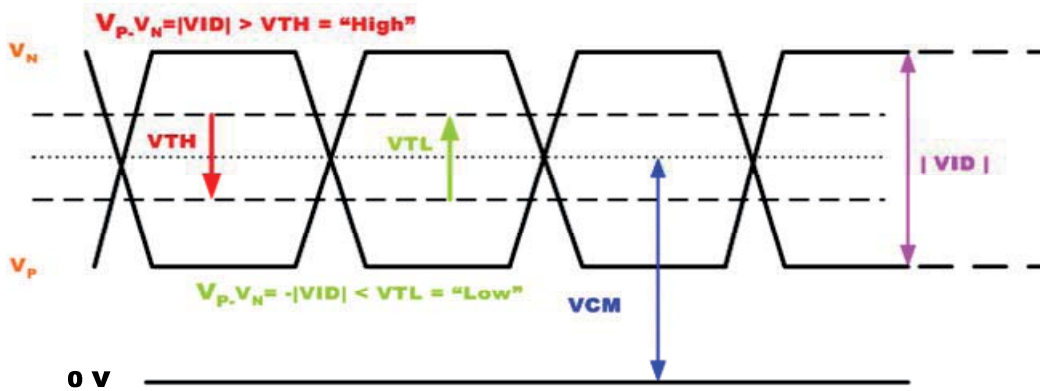 VP-VN=|VID| > VTH = “High”
VN
VTH
VTL
| VID |
VP
VP-VN= -|VID| < VTL = “Low”
VCM
0 V